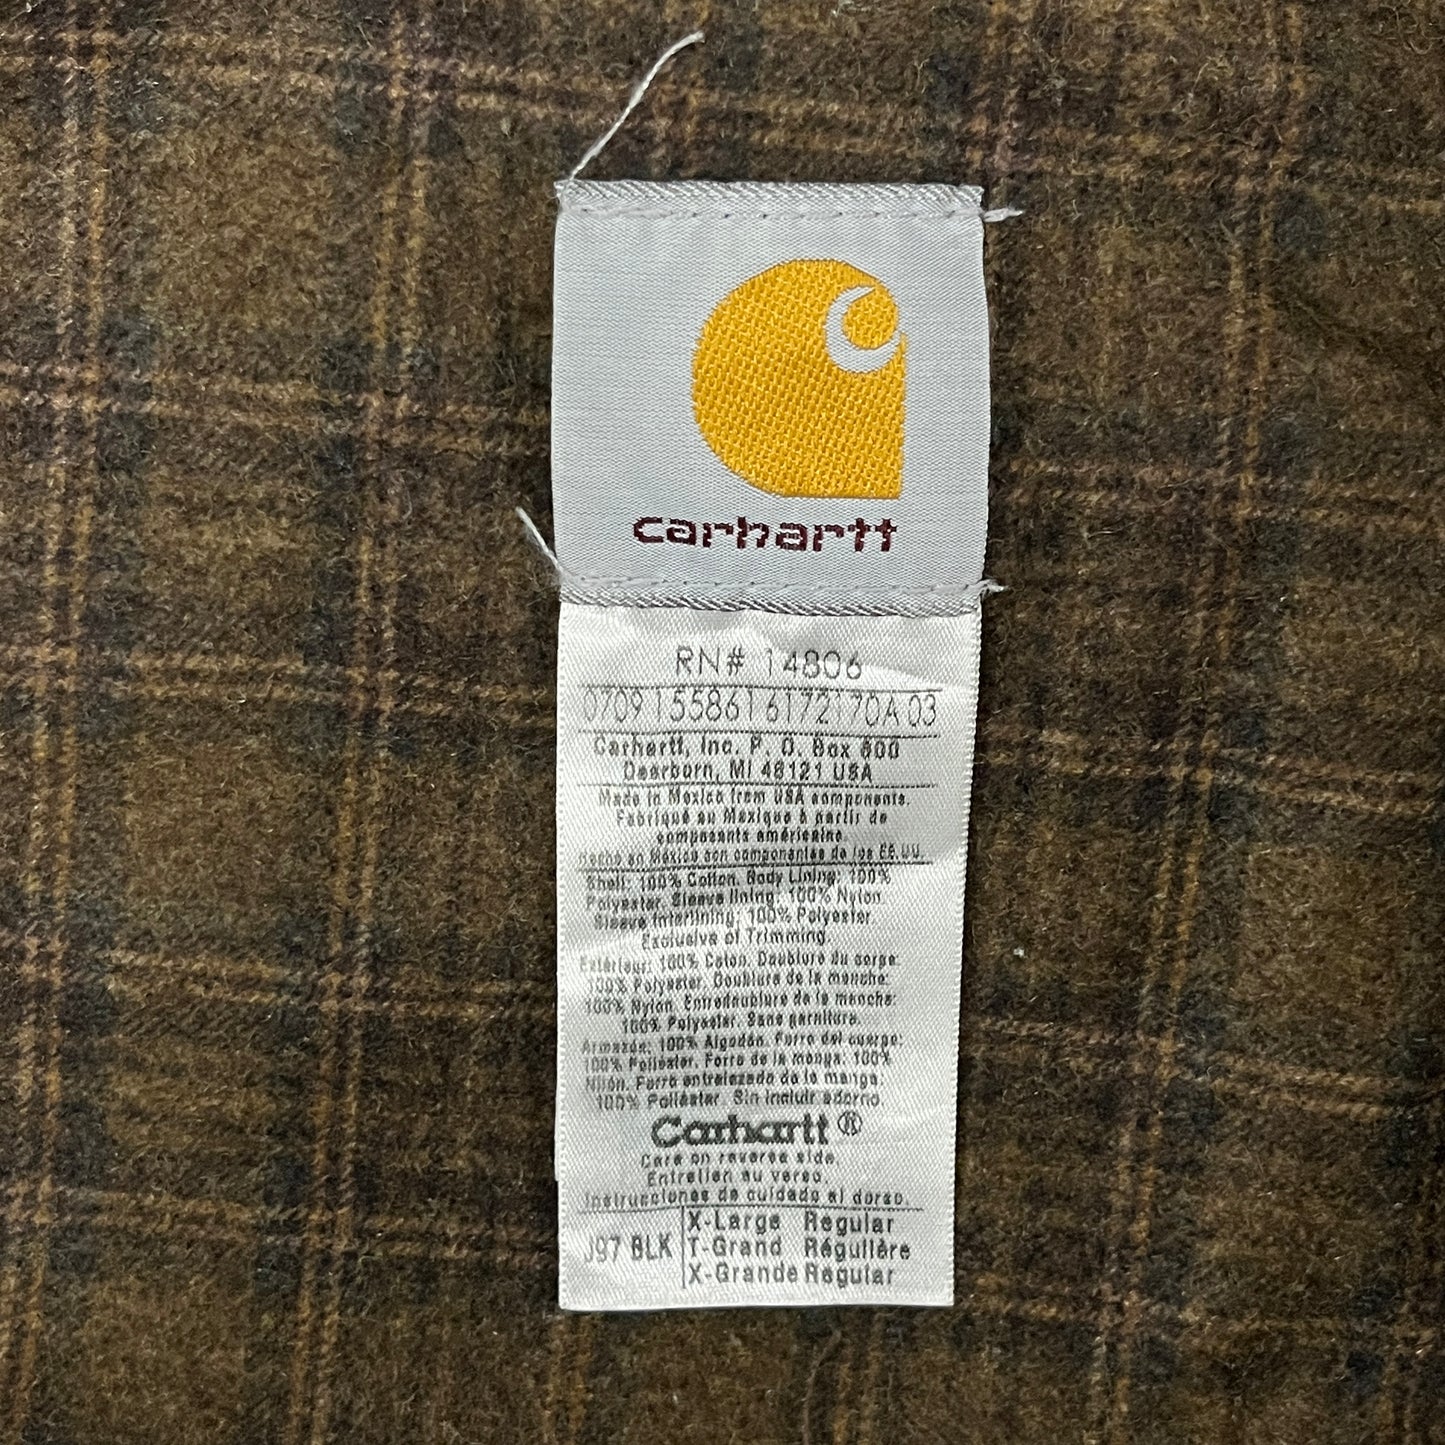 carhartt
RN# 14806
0709 155861 6172170A 03
Carhartt, Inc. P. O. Box 600
Dearborn, MI 48121 USA
Made in Mexico from USA components.
Fabriqué au Mexique à partir de
composants américains.
Hecho en México con componentes de los EE.UU.
Shell: 100% Cotton. Body Lining: 100%
Polyester. Sleeve lining: 100% Nylon
Sleeve Interlining: 100% Polyester.
Exclusive of Trimming.
Extérieur: 100% Coton. Doublure du corps:
100% Polyester. Doublure de la manche:
100% Nylon. Entredoublure de la manche:
100% Polyester. Sans garniture.
Armazón: 100% Algodón. Forro del cuerpo:
100% Poliéster. Forro de la manga: 100%
Nilón. Forro entrelazado de la manga:
100% Poliéster. Sin incluir adorno.
Carhartt®
Care on reverse side.
Entretien au verso.
Instrucciones de cuidado al dorso.
J97 BLK
X-Large Regular
T-Grand Régulière
X-Grande Regular